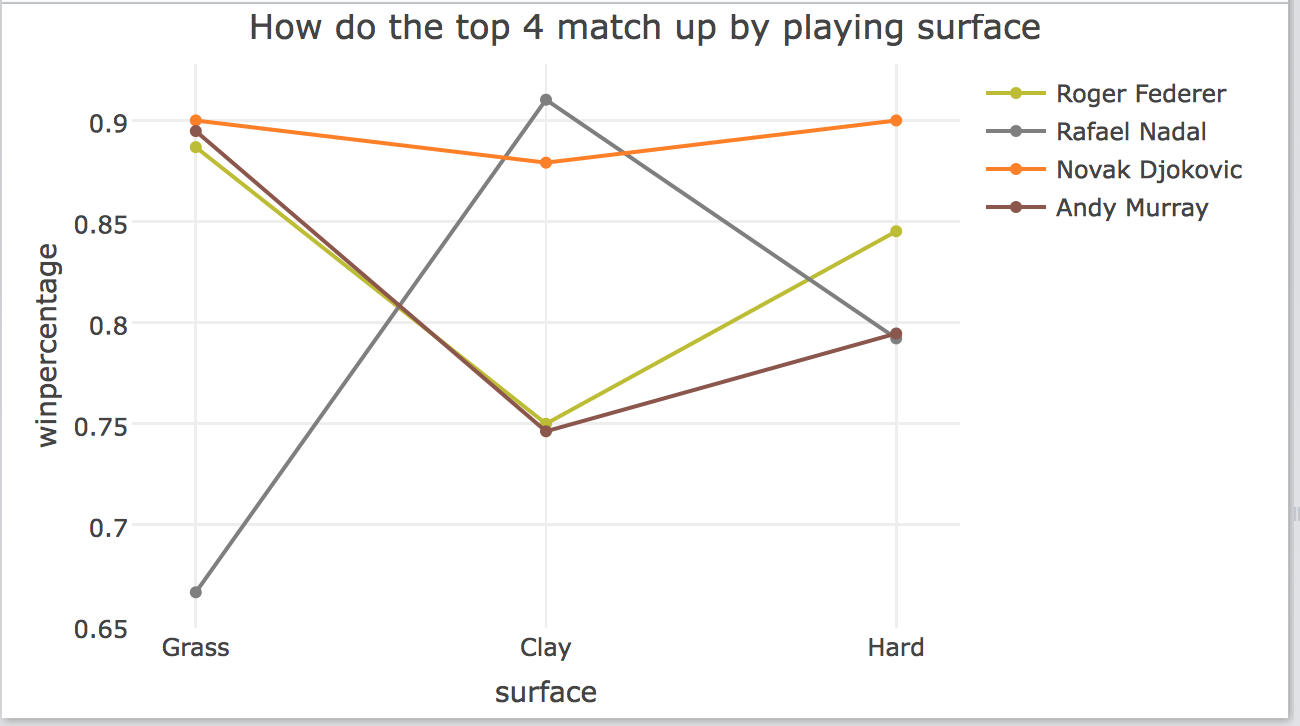 How do the top 4 match up by playing surface
Roger Federer
Rafael Nadal
Novak Djokovic
Andy Murray
winpercentage
0.9
0.85
0.8
0.75
0.7
0.65
Grass
Clay
Hard
surface